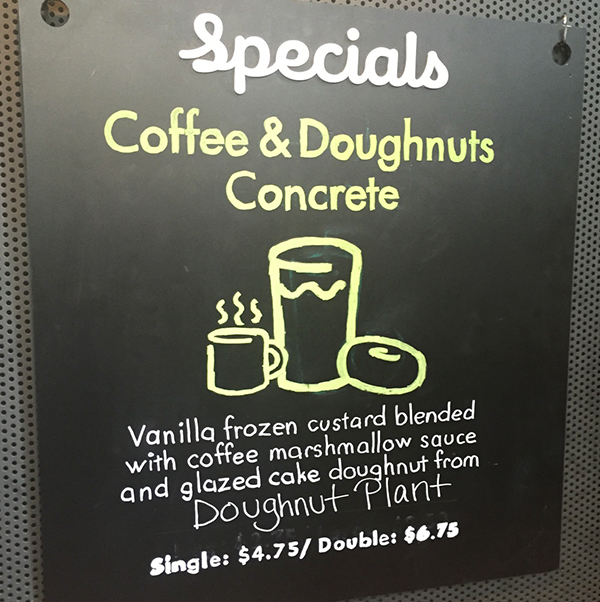 Specials
Coffee & Doughnuts
Concrete
Vanilla frozen custard blended
with coffee marshmallow sauce
and glazed cake doughnut from
Doughnut Plant
Single: $4.75/ Double: $6.75